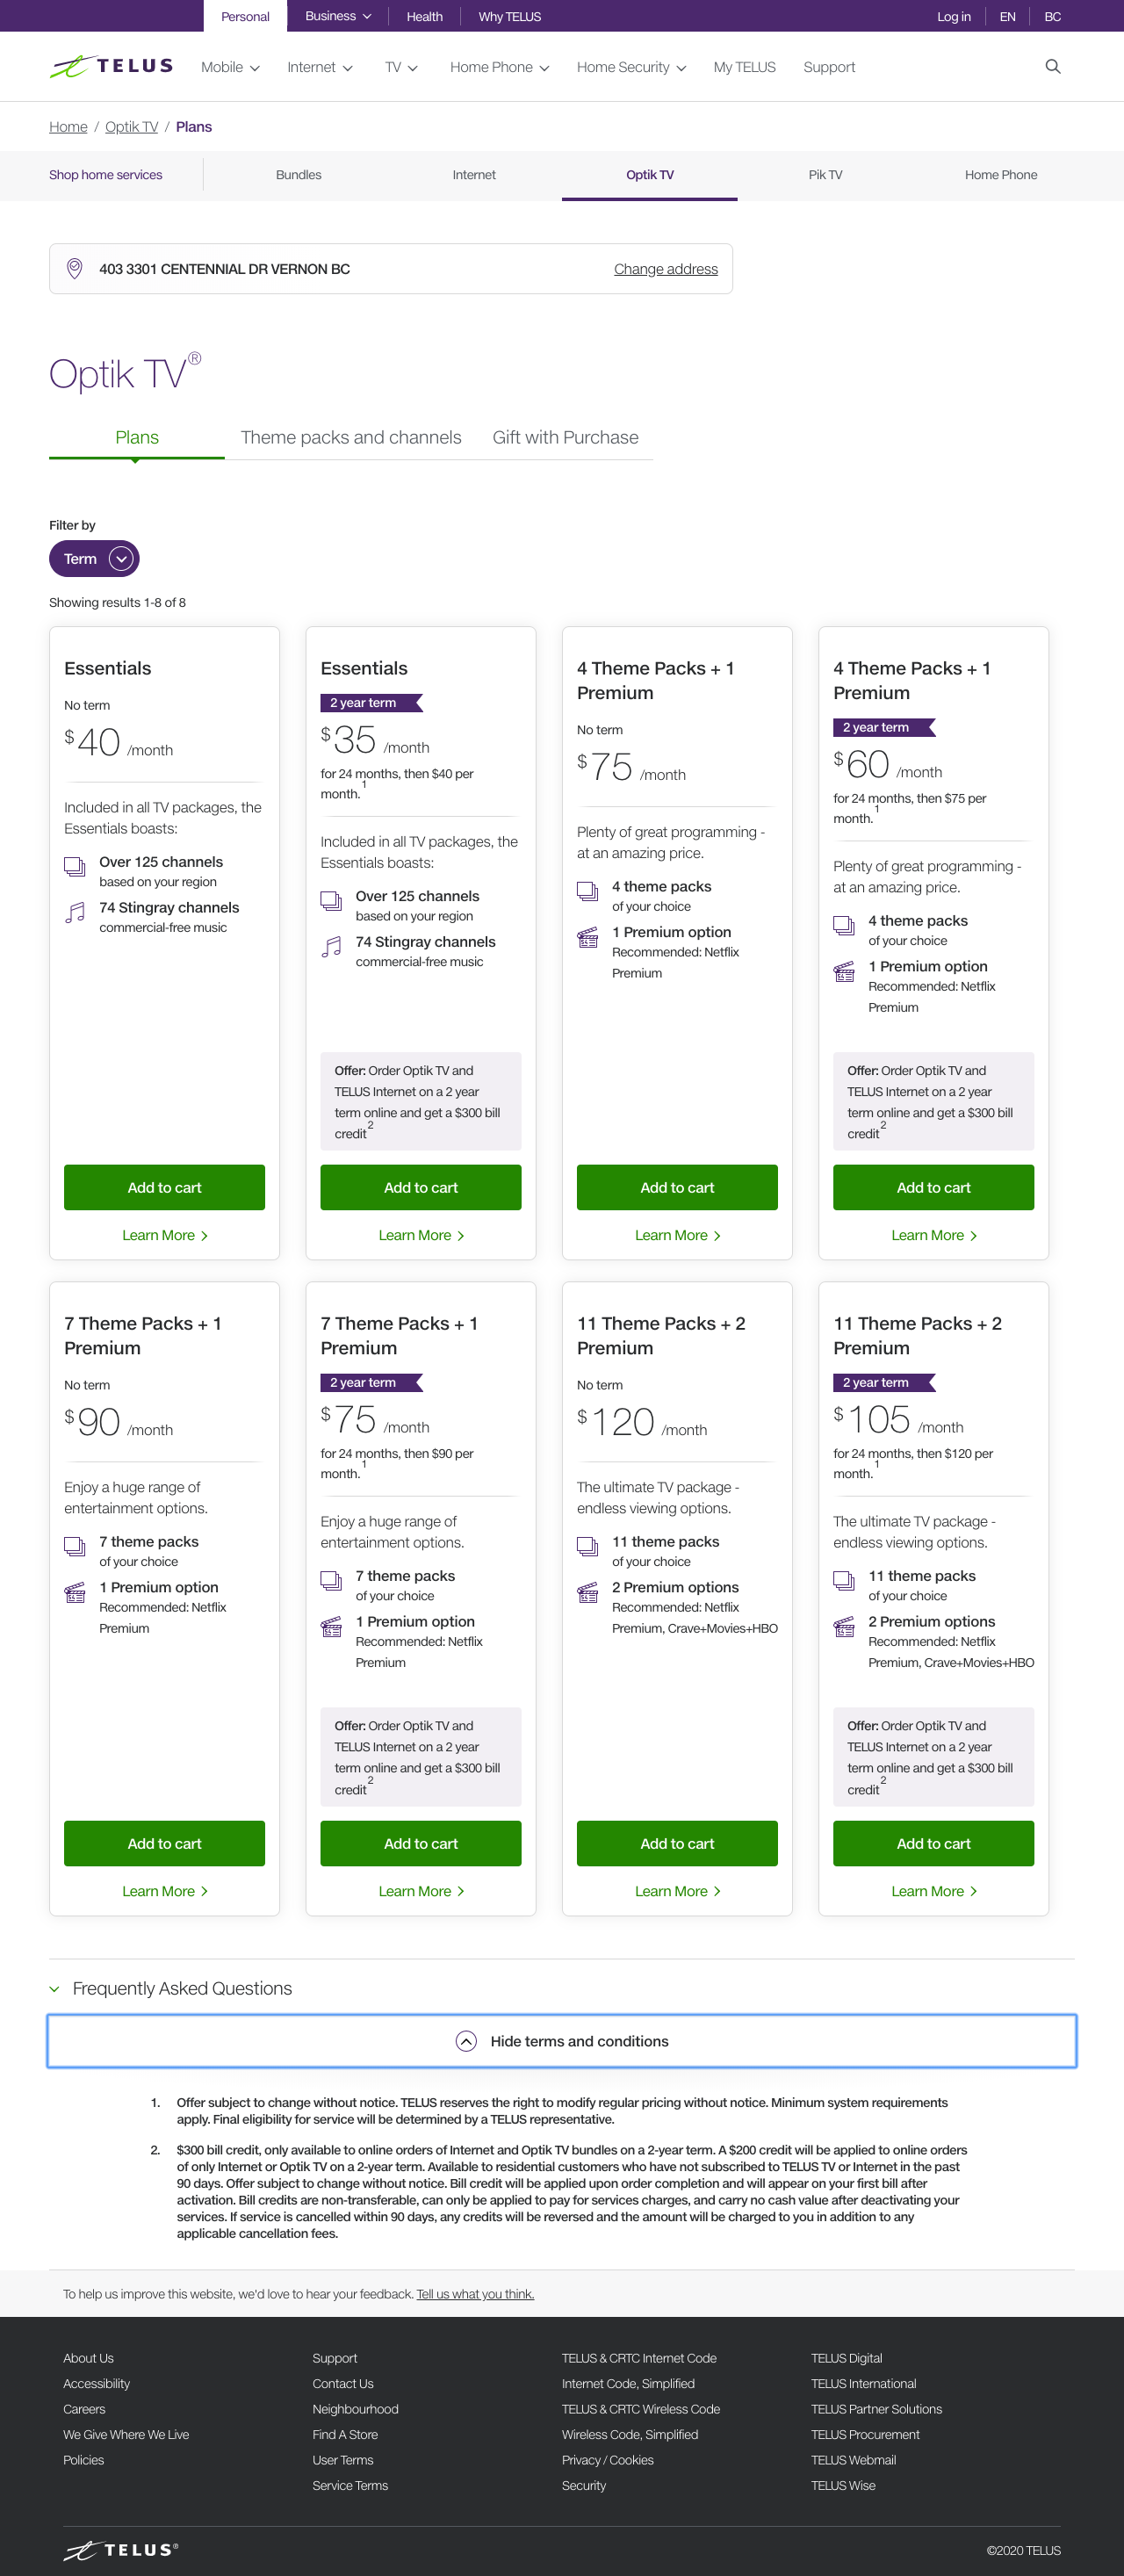 Personal
Business
Health
Why TELUS
Log in
EN
BC
TELUS
Mobile
Internet
TV
Home Phone
Home Security
My TELUS
Support
Home / Optik TV / Plans
Shop home services
Bundles
Internet
Optik TV
Pik TV
Home Phone
403 3301 CENTENNIAL DR VERNON BC
Change address
Optik TV®
Plans
Theme packs and channels
Gift with Purchase
Filter by
Term
Showing results 1-8 of 8
Essentials
No term
$40 /month
Included in all TV packages, the
Essentials boasts:
Over 125 channels
based on your region
74 Stingray channels
commercial-free music
Add to cart
Learn More
Essentials
2 year term
$35 /month
for 24 months, then $40 per
month.1
Included in all TV packages, the
Essentials boasts:
Over 125 channels
based on your region
74 Stingray channels
commercial-free music
Offer: Order Optik TV and
TELUS Internet on a 2 year
term online and get a $300 bill
credit2
Add to cart
Learn More
4 Theme Packs + 1
Premium
No term
$75 /month
Plenty of great programming -
at an amazing price.
4 theme packs
of your choice
1 Premium option
Recommended: Netflix
Premium
Add to cart
Learn More
4 Theme Packs + 1
Premium
2 year term
$60 /month
for 24 months, then $75 per
month.1
Plenty of great programming -
at an amazing price.
4 theme packs
of your choice
1 Premium option
Recommended: Netflix
Premium
Offer: Order Optik TV and
TELUS Internet on a 2 year
term online and get a $300 bill
credit2
Add to cart
Learn More
7 Theme Packs + 1
Premium
No term
$90 /month
Enjoy a huge range of
entertainment options.
7 theme packs
of your choice
1 Premium option
Recommended: Netflix
Premium
Add to cart
Learn More
7 Theme Packs + 1
Premium
2 year term
$75 /month
for 24 months, then $90 per
month.1
Enjoy a huge range of
entertainment options.
7 theme packs
of your choice
1 Premium option
Recommended: Netflix
Premium
Offer: Order Optik TV and
TELUS Internet on a 2 year
term online and get a $300 bill
credit2
Add to cart
Learn More
11 Theme Packs + 2
Premium
No term
$120 /month
The ultimate TV package -
endless viewing options.
11 theme packs
of your choice
2 Premium options
Recommended: Netflix
Premium, Crave+Movies+HBO
Add to cart
Learn More
11 Theme Packs + 2
Premium
2 year term
$105 /month
for 24 months, then $120 per
month.1
The ultimate TV package -
endless viewing options.
11 theme packs
of your choice
2 Premium options
Recommended: Netflix
Premium, Crave+Movies+HBO
Offer: Order Optik TV and
TELUS Internet on a 2 year
term online and get a $300 bill
credit2
Add to cart
Learn More
Frequently Asked Questions
Hide terms and conditions
1. Offer subject to change without notice. TELUS reserves the right to modify regular pricing without notice. Minimum system requirements
apply. Final eligibility for service will be determined by a TELUS representative.
2. $300 bill credit, only available to online orders of Internet and Optik TV bundles on a 2-year term. A $200 credit will be applied to online orders
of only Internet or Optik TV on a 2-year term. Available to residential customers who have not subscribed to TELUS TV or Internet in the past
90 days. Offer subject to change without notice. Bill credit will be applied upon order completion and will appear on your first bill after
activation. Bill credits are non-transferable, can only be applied to pay for services charges, and carry no cash value after deactivating your
services. If service is cancelled within 90 days, any credits will be reversed and the amount will be charged to you in addition to any
applicable cancellation fees.
To help us improve this website, we'd love to hear your feedback. Tell us what you think.
About Us
Accessibility
Careers
We Give Where We Live
Policies
Support
Contact Us
Neighbourhood
Find A Store
User Terms
Service Terms
TELUS & CRTC Internet Code
Internet Code, Simplified
TELUS & CRTC Wireless Code
Wireless Code, Simplified
Privacy / Cookies
Security
TELUS Digital
TELUS International
TELUS Partner Solutions
TELUS Procurement
TELUS Webmail
TELUS Wise
TELUS®
©2020 TELUS